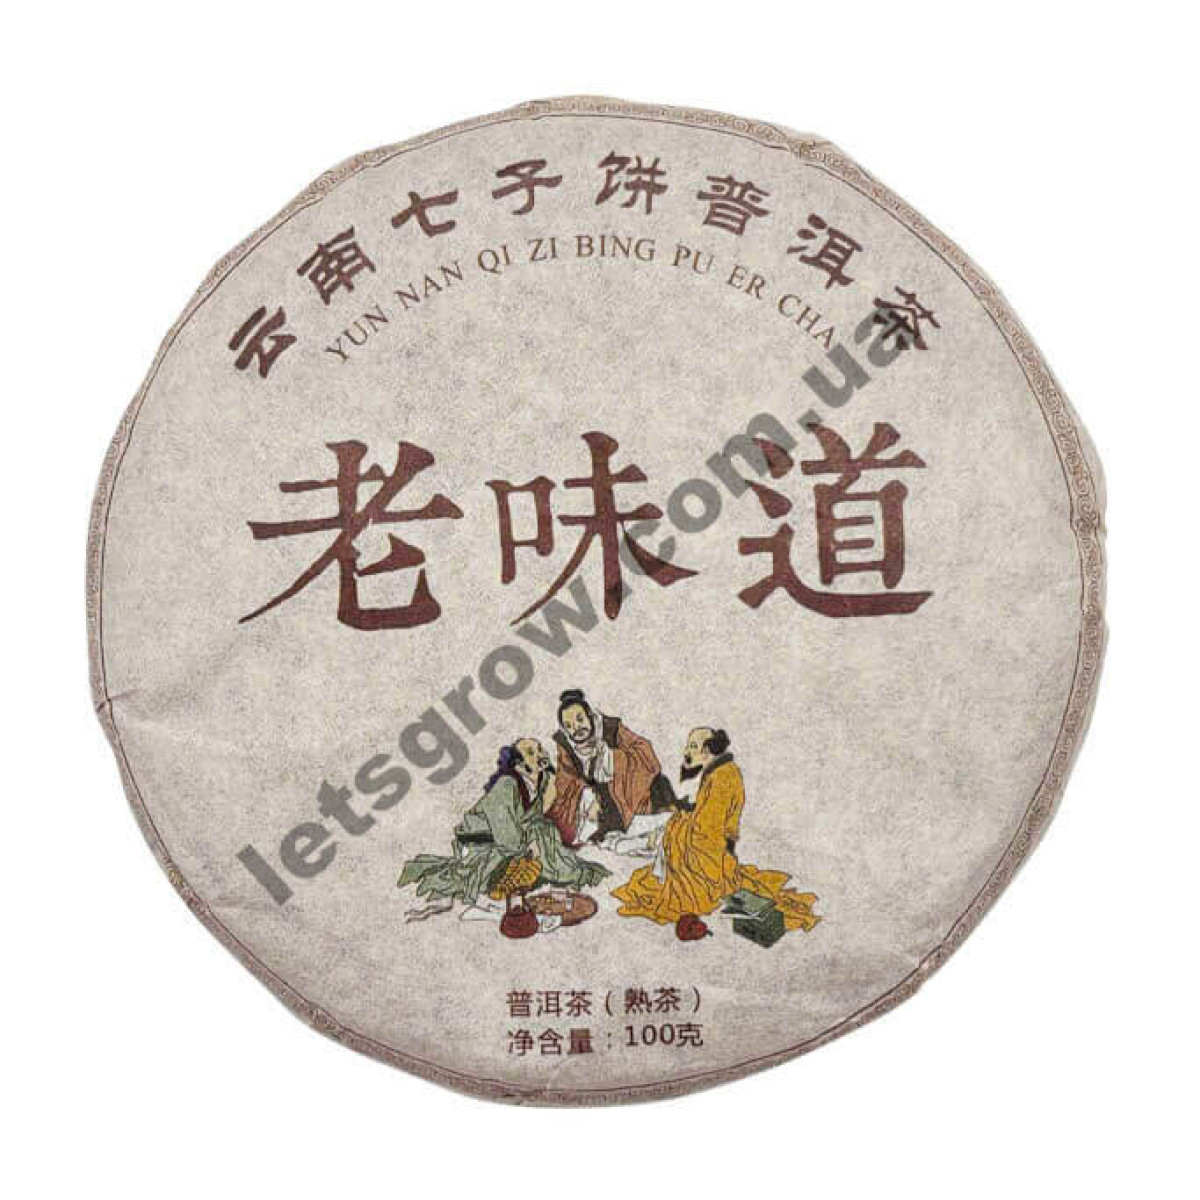 云南七子饼普洱茶
YUN NAN QI ZI BING PU ER CHA
老味道
letsgrow.com.ua
普洱茶（熟茶）
净含量：100克